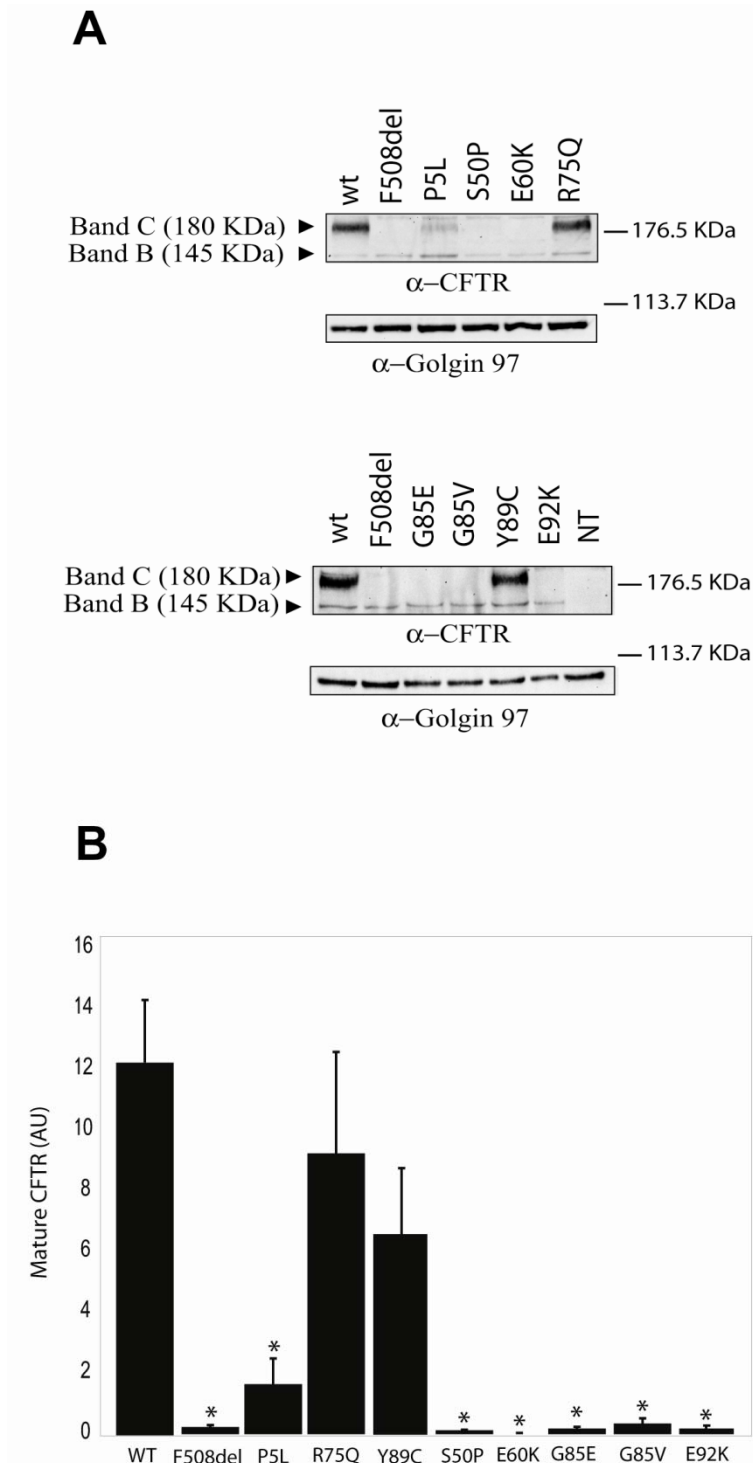 A
wt F508del P5L S50P E60K R75Q
Band C (180 KDa) ►
Band B (145 KDa) ►
— 176.5 KDa
α–CFTR
— 113.7 KDa
α–Golgin 97
wt F508del G85E G85V Y89C E92K NT
Band C (180 KDa) ►
Band B (145 KDa) ►
— 176.5 KDa
α–CFTR
— 113.7 KDa
α–Golgin 97
B
Mature CFTR (AU)
16
14
12
10
8
6
4
2
0
* * * * * * *
WT F508del P5L R75Q Y89C S50P E60K G85E G85V E92K